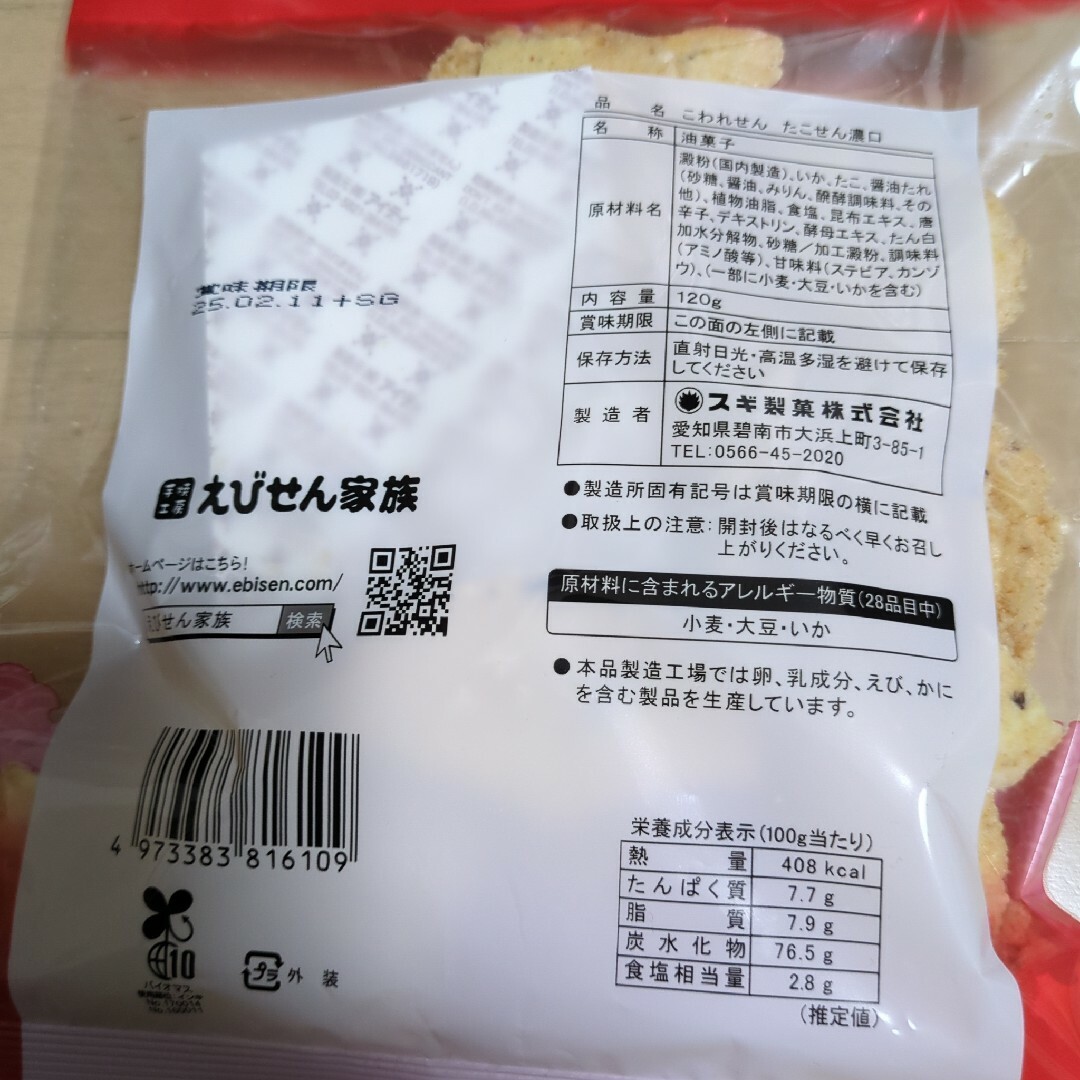 品名 こわれせん たこせん濃口
名称 油菓子
原材料名
澱粉(国内製造)、いか、たこ、醤油たれ
(砂糖、醤油、みりん、醗酵調味料、その
他)、植物油脂、食塩、昆布エキス、唐
辛子、デキストリン、酵母エキス、たん白
加水分解物、砂糖/加工澱粉、調味料
(アミノ酸等)、甘味料(ステビア、カンゾ
ウ)、(一部に小麦・大豆・いかを含む)
内容量 120g
賞味期限 この面の左側に記載
保存方法 直射日光・高温多湿を避けて保存
してください
製造者 スギ製菓株式会社
愛知県碧南市大浜上町3-85-1
TEL:0566-45-2020
賞味期限
25.02.11+SG
●製造所固有記号は賞味期限の横に記載
●取扱上の注意:開封後はなるべく早くお召し
上がりください。
えびせん家族
ームページはこちら!
http://www.ebisen.com/
えびせん家族 検索
原材料に含まれるアレルギー物質(28品目中)
小麦・大豆・いか
●本品製造工場では卵、乳成分、えび、かに
を含む製品を生産しています。
4 973383 816109
10
バイオマス
プラ 外装
栄養成分表示(100g当たり)
熱量 408 kcal
たんぱく質 7.7 g
脂質 7.9 g
炭水化物 76.5 g
食塩相当量 2.8 g
(推定値)